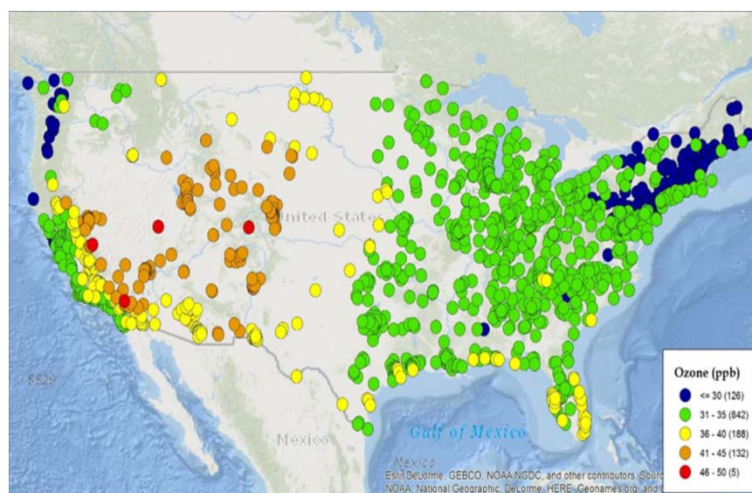 United States
Mexico
Gulf of Mexico
Mexico
Ozone (ppb)
<= 30 (126)
31 - 35 (842)
36 - 40 (188)
41 - 45 (132)
46 - 50 (5)
Esri, DeLorme, GEBCO, NOAA NGDC, and other contributors, Sourc
NOAA, National Geographic, DeLorme, HERE, Geonames.org, and